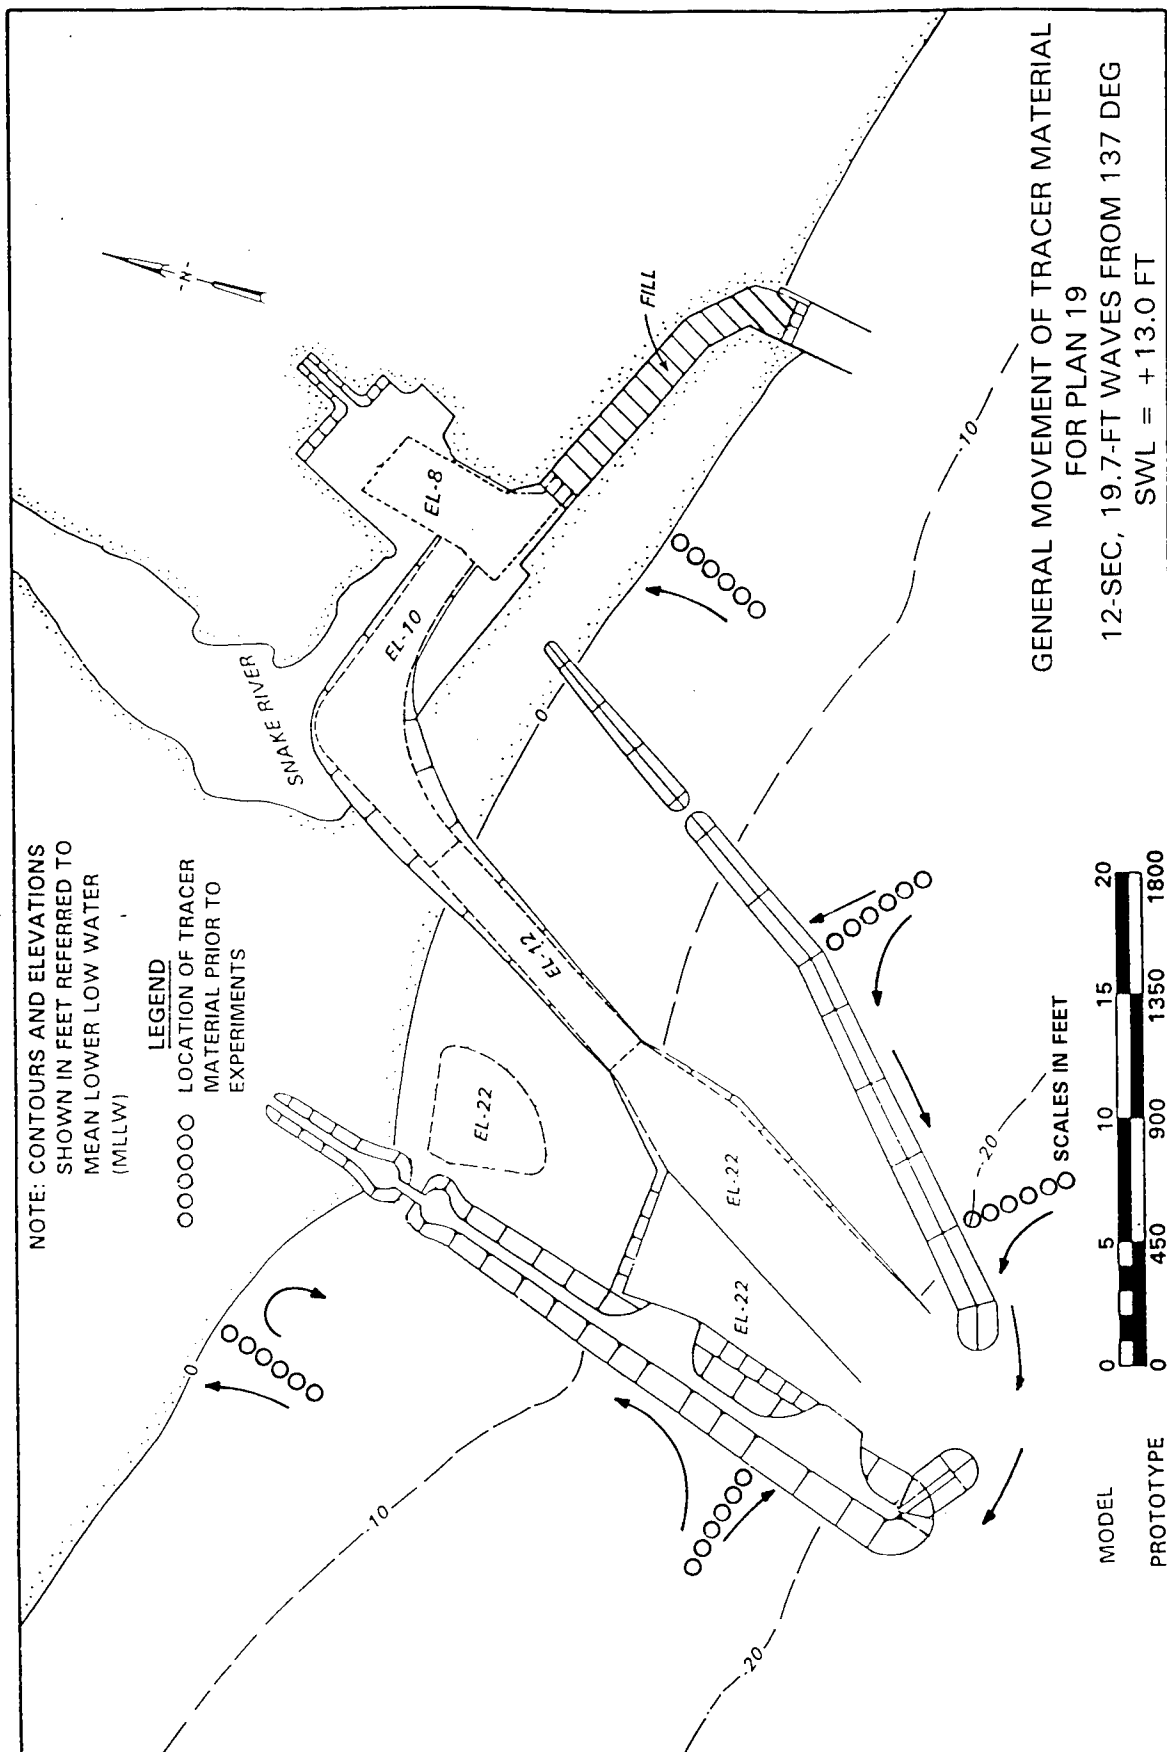 NOTE: CONTOURS AND ELEVATIONS
SHOWN IN FEET REFERRED TO
MEAN LOWER LOW WATER
(MLLW)
LEGEND
OOOOOO LOCATION OF TRACER
MATERIAL PRIOR TO
EXPERIMENTS
SNAKE RIVER
-N-
EL-8
EL-10
FILL
EL-12
EL-22
EL-22
EL-22
0
0
-10
-10
-20
-20
SCALES IN FEET
MODEL 0 5 10 15 20
PROTOTYPE 0 450 900 1350 1800
GENERAL MOVEMENT OF TRACER MATERIAL
FOR PLAN 19
12-SEC, 19.7-FT WAVES FROM 137 DEG
SWL = +13.0 FT